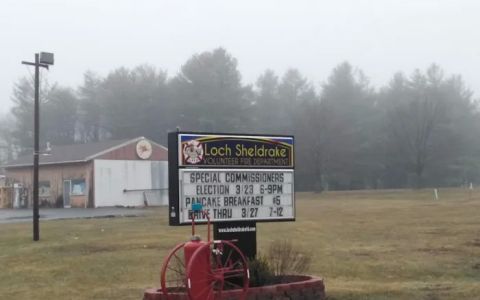 Loch Sheldrake
VOLUNTEER FIRE DEPARTMENT
SPECIAL COMMISSIONERS
ELECTION 3/23 6-9PM
PANCAKE BREAKFAST $5
DRIVE THRU 3/27 7-12